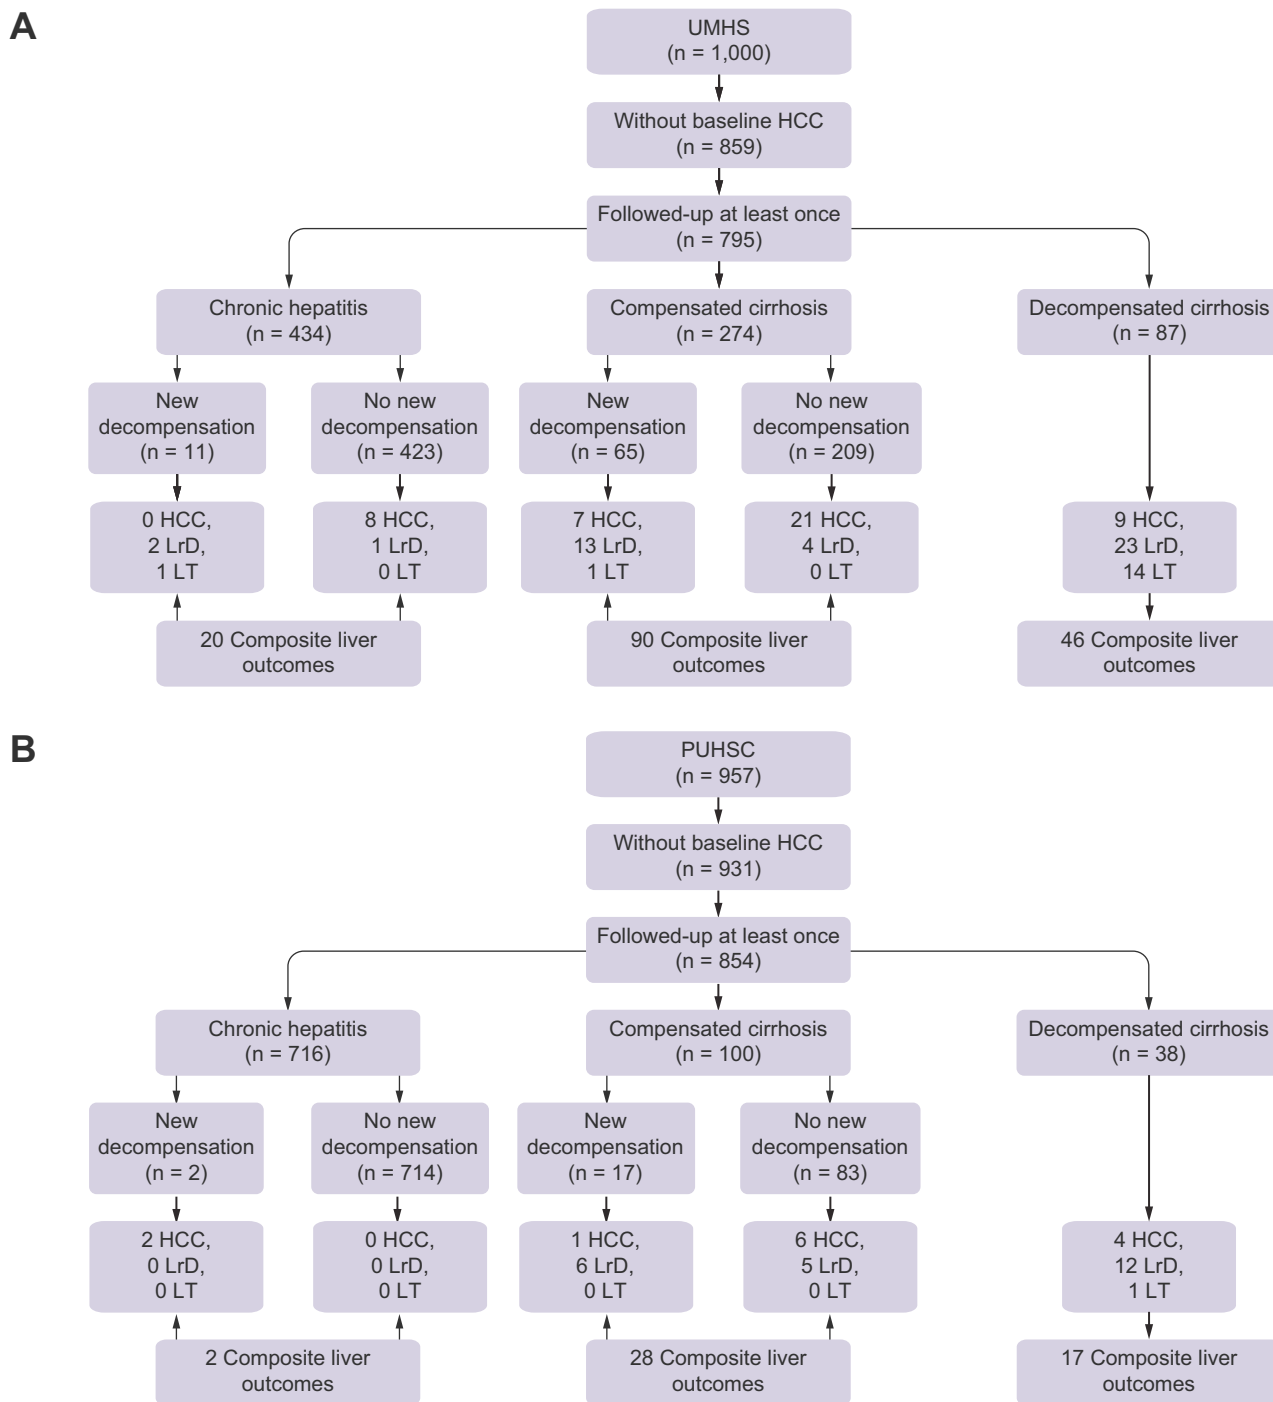 A
UMHS
(n = 1,000)
Without baseline HCC
(n = 859)
Followed-up at least once
(n = 795)
Chronic hepatitis
(n = 434)
Compensated cirrhosis
(n = 274)
Decompensated cirrhosis
(n = 87)
New
decompensation
(n = 11)
No new
decompensation
(n = 423)
New
decompensation
(n = 65)
No new
decompensation
(n = 209)
0 HCC,
2 LrD,
1 LT
8 HCC,
1 LrD,
0 LT
7 HCC,
13 LrD,
1 LT
21 HCC,
4 LrD,
0 LT
9 HCC,
23 LrD,
14 LT
20 Composite liver
outcomes
90 Composite liver
outcomes
46 Composite liver
outcomes
B
PUHSC
(n = 957)
Without baseline HCC
(n = 931)
Followed-up at least once
(n = 854)
Chronic hepatitis
(n = 716)
Compensated cirrhosis
(n = 100)
Decompensated cirrhosis
(n = 38)
New
decompensation
(n = 2)
No new
decompensation
(n = 714)
New
decompensation
(n = 17)
No new
decompensation
(n = 83)
2 HCC,
0 LrD,
0 LT
0 HCC,
0 LrD,
0 LT
1 HCC,
6 LrD,
0 LT
6 HCC,
5 LrD,
0 LT
4 HCC,
12 LrD,
1 LT
2 Composite liver
outcomes
28 Composite liver
outcomes
17 Composite liver
outcomes